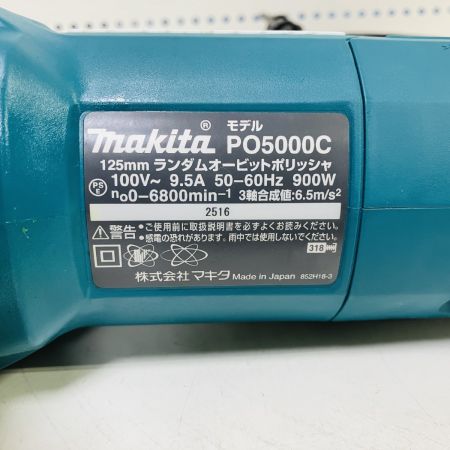 makita® モデル PO5000C
125mm ランダムオービットポリッシャ
PS E 100V~ 9.5A 50-60Hz 900W
n₀0-6800min⁻¹ 3軸合成値:6.5m/s²
2516
⚠警告 ・ご使用前に取扱説明書を必ずよくお読みください。
・感電の恐れがあります。雨中では使用しないでください。
318
株式会社 マキタ Made in Japan 852H18-3